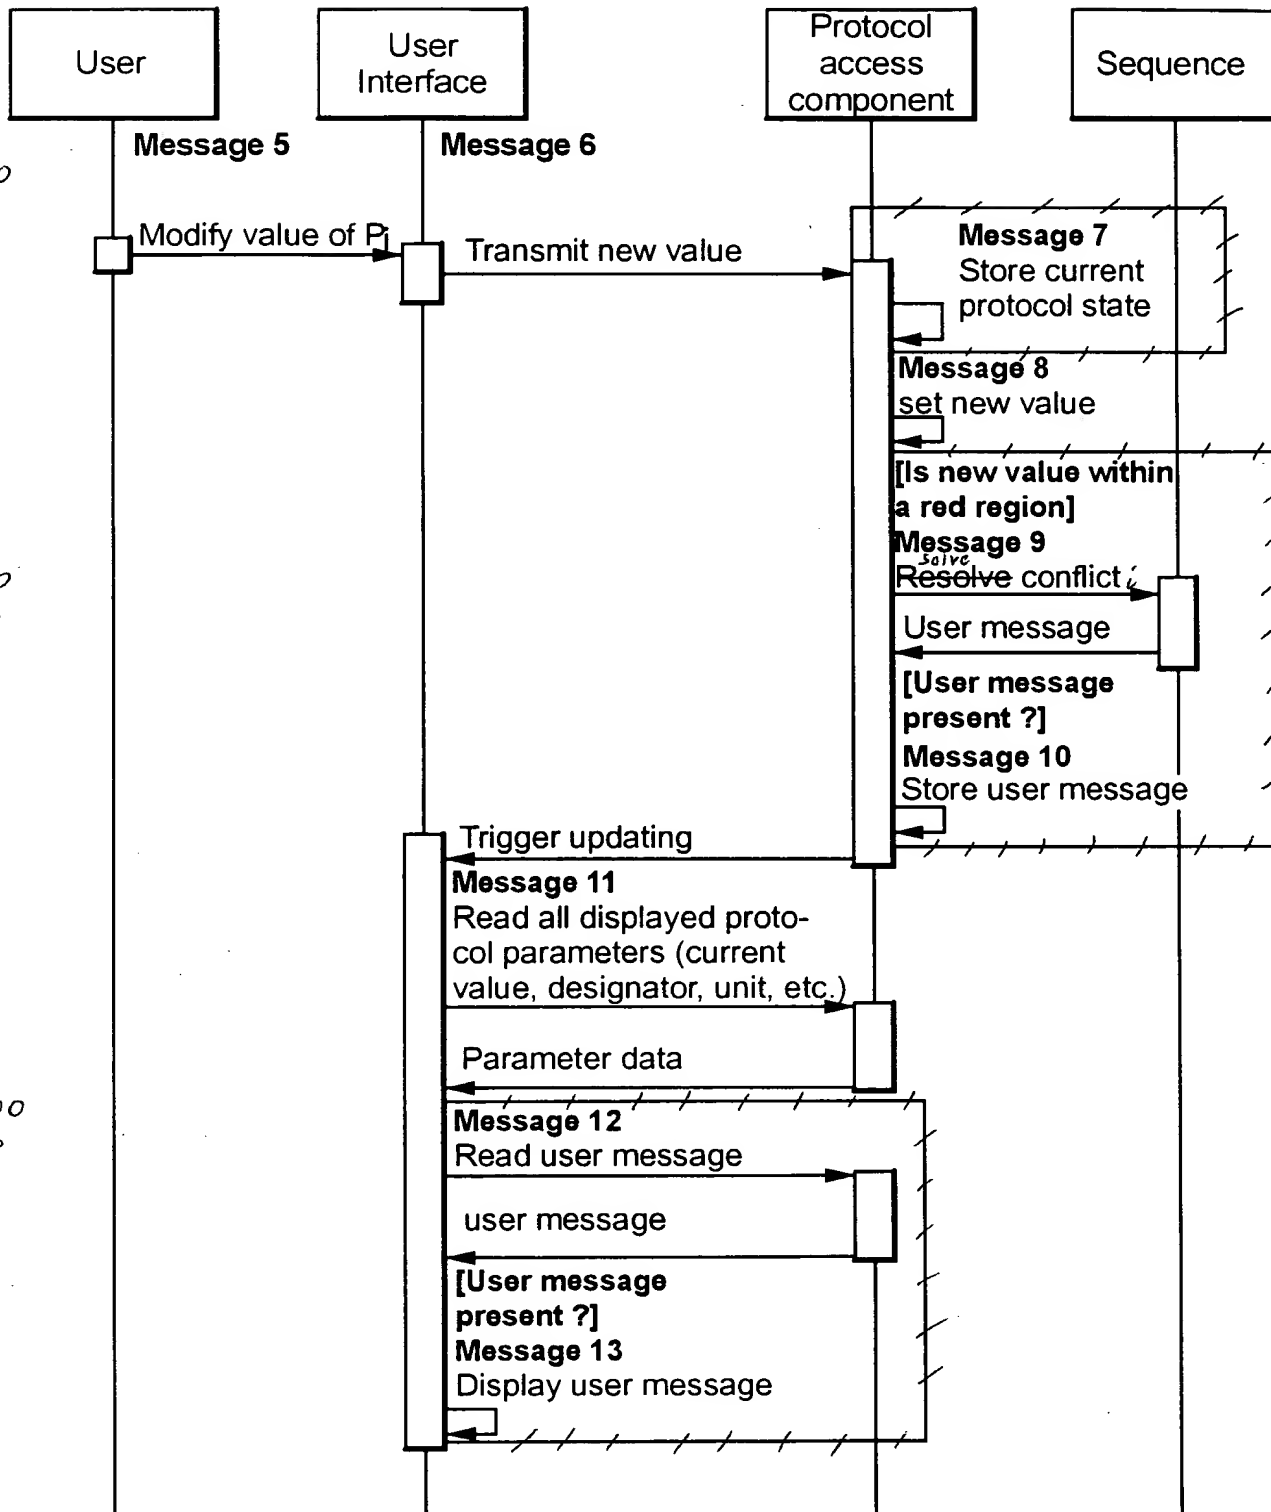 User
User
Interface
Protocol
access
component
Sequence
Message 5
Message 6
Modify value of Pi
Transmit new value
Message 7
Store current
protocol state
Message 8
set new value
[Is new value within
a red region]
Message 9
solve
Resolve conflict i
User message
[User message
present ?]
Message 10
Store user message
Trigger updating
Message 11
Read all displayed proto-
col parameters (current
value, designator, unit, etc.)
Parameter data
Message 12
Read user message
user message
[User message
present ?]
Message 13
Display user message